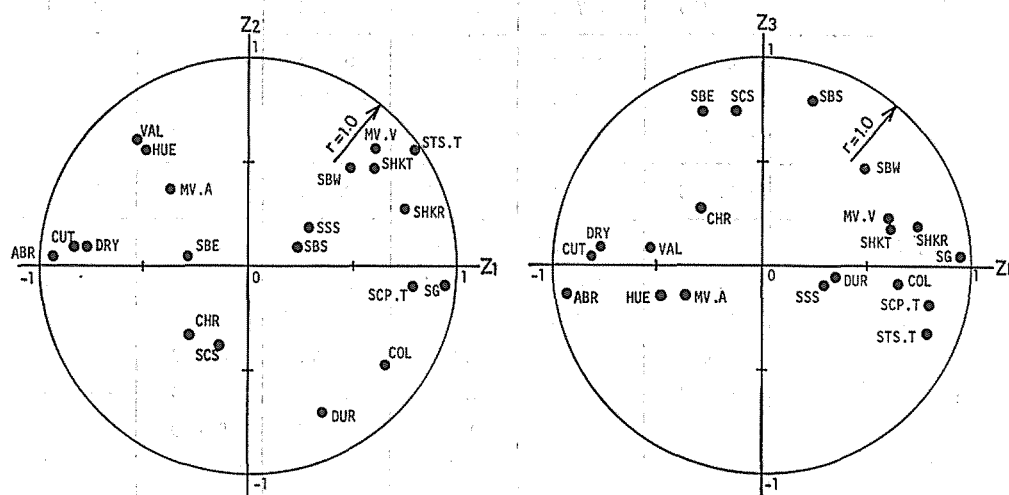 Z2
1
VAL
HUE
r=1.0
MV.V
STS.T
SBW
SHKT
MV.A
SHKR
SSS
CUT
DRY
SBE
SBS
ABR
-1
0
1
Z1
SCP.T
SG
CHR
SCS
COL
DUR
-1
Z3
1
SBE
SCS
SBS
r=1.0
SBW
CHR
MV.V
DRY
SHKT
SHKR
CUT
VAL
SG
-1
0
1
ABR
HUE
MV.A
SSS
DUR
COL
SCP.T
STS.T
-1